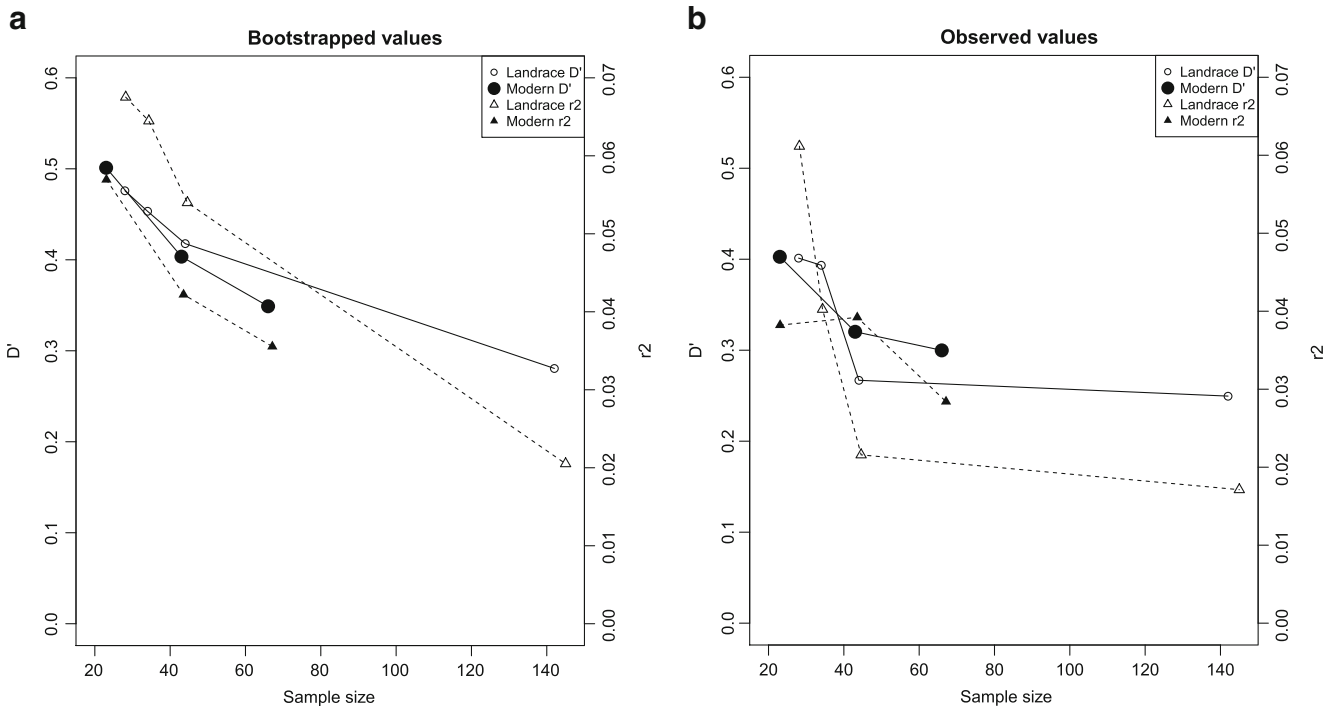 a
Bootstrapped values
Landrace D'
Modern D'
Landrace r2
Modern r2
0.6
0.5
0.4
0.3
0.2
0.1
0.0
D'
0.07
0.06
0.05
0.04
0.03
0.02
0.01
0.00
r2
20 40 60 80 100 120 140
Sample size
b
Observed values
Landrace D'
Modern D'
Landrace r2
Modern r2
0.6
0.5
0.4
0.3
0.2
0.1
0.0
D'
0.07
0.06
0.05
0.04
0.03
0.02
0.01
0.00
r2
20 40 60 80 100 120 140
Sample size